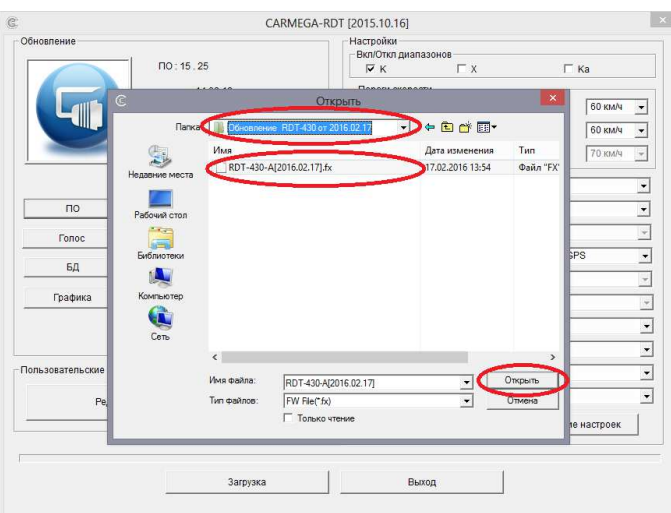 CARMEGA-RDT [2015.10.16]
Обновление
ПО : 15 . 25
Настройки
Вкл/Откл диапазонов
K
X
Ka
60 км/ч
60 км/ч
70 км/ч
ПО
Голос
БД
Графика
GPS
Пользовательские
Открыть
Папка
Обновление RDT-430 от 2016.02.17
Имя
Дата изменения
Тип
RDT-430-A[2016.02.17].fx
17.02.2016 13:54
Файл "FX"
Недавние места
Рабочий стол
Библиотеки
Компьютер
Сеть
Имя файла:
RDT-430-A[2016.02.17]
Открыть
Тип файлов:
FW File(*.fx)
Отмена
Только чтение
настроек
Загрузка
Выход